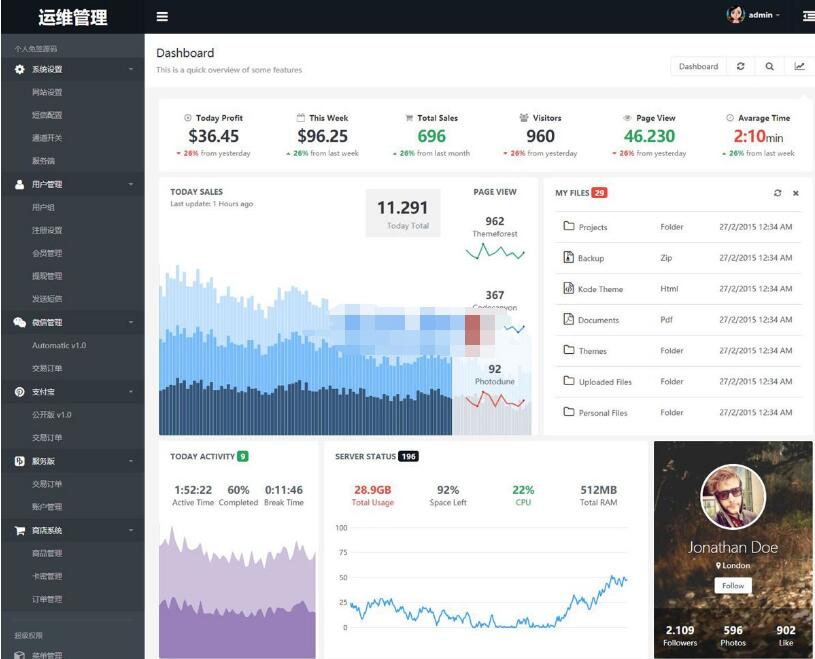 运维管理
admin
个人免签源码
系统设置
网站设置
短信配置
通道开关
服务端
用户管理
用户组
注册设置
会员管理
提现管理
发送短信
微信管理
Automatic v1.0
交易订单
支付宝
公开版 v1.0
交易订单
服务版
交易订单
账户管理
商店系统
商品管理
卡密管理
订单管理
超级权限
菜单管理
Dashboard
This is a quick overview of some features
Dashboard
Today Profit
$36.45
26% from yesterday
This Week
$96.25
26% from last week
Total Sales
696
26% from last month
Visitors
960
26% from yesterday
Page View
46.230
26% from yesterday
Avarage Time
2:10min
26% from last week
TODAY SALES
Last update: 1 Hours ago
11.291
Today Total
PAGE VIEW
962
Themeforest
367
Codecanyon
92
Photodune
MY FILES 29
Projects Folder 27/2/2015 12:34 AM
Backup Zip 27/2/2015 12:34 AM
Kode Theme Html 27/2/2015 12:34 AM
Documents Pdf 27/2/2015 12:34 AM
Themes Folder 27/2/2015 12:34 AM
Uploaded Files Folder 27/2/2015 12:34 AM
Personal Files Folder 27/2/2015 12:34 AM
TODAY ACTIVITY 9
1:52:22 60% 0:11:46
Active Time Completed Break Time
SERVER STATUS 196
28.9GB 92% 22% 512MB
Total Usage Space Left CPU Total RAM
100
75
50
25
0
Jonathan Doe
London
Follow
2.109 596 902
Followers Photos Like